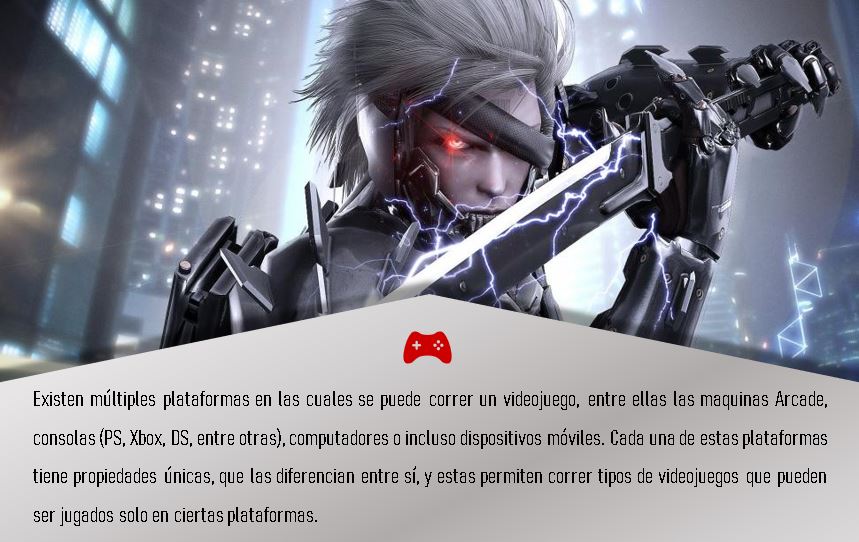 Existen múltiples plataformas en las cuales se puede correr un videojuego, entre ellas las maquinas Arcade,
consolas (PS, Xbox, DS, entre otras), computadores o incluso dispositivos móviles. Cada una de estas plataformas
tiene propiedades únicas, que las diferencian entre sí, y estas permiten correr tipos de videojuegos que pueden
ser jugados solo en ciertas plataformas.